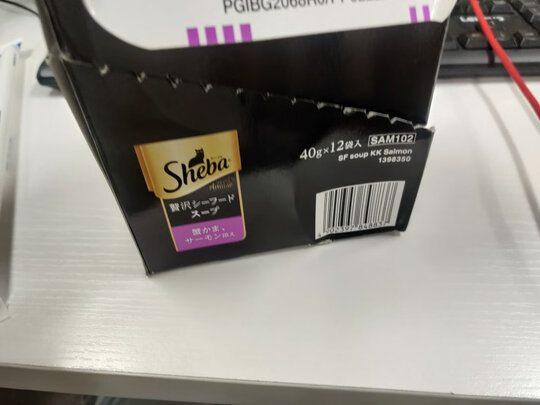 Sheba
贅沢シーフード
スープ
蟹かま、
サーモン添え
40g×12袋入 SAM102
SF soup KK Salmon
1398350